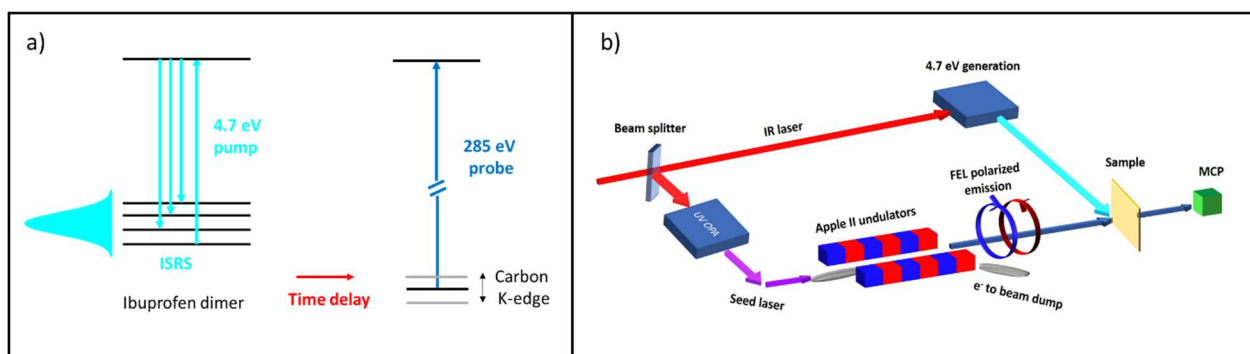 a)
4.7 eV
pump
285 eV
probe
ISRS
Carbon
K-edge
Time delay
Ibuprofen dimer
b)
4.7 eV generation
Beam splitter
IR laser
Sample
MCP
FEL polarized
emission
UV OPA
Apple II undulators
Seed laser
e- to beam dump